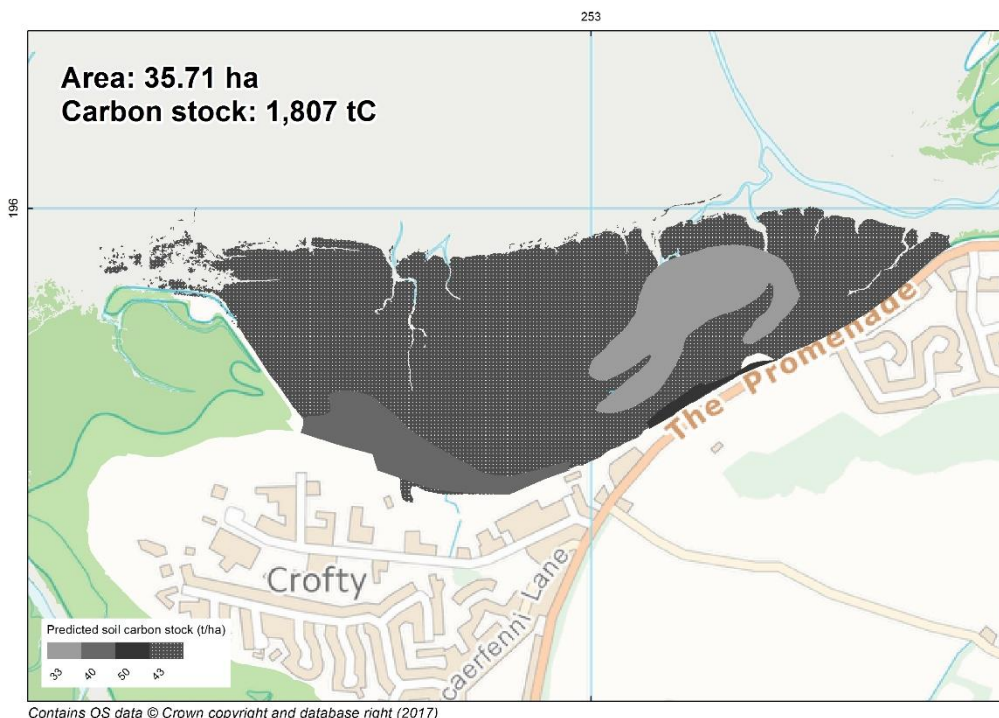 253
Area: 35.71 ha
Carbon stock: 1,807 tC
196
The Promenade
Crofty
caerfenni Lane
Predicted soil carbon stock (t/ha)
33 40 50 43
Contains OS data © Crown copyright and database right (2017)